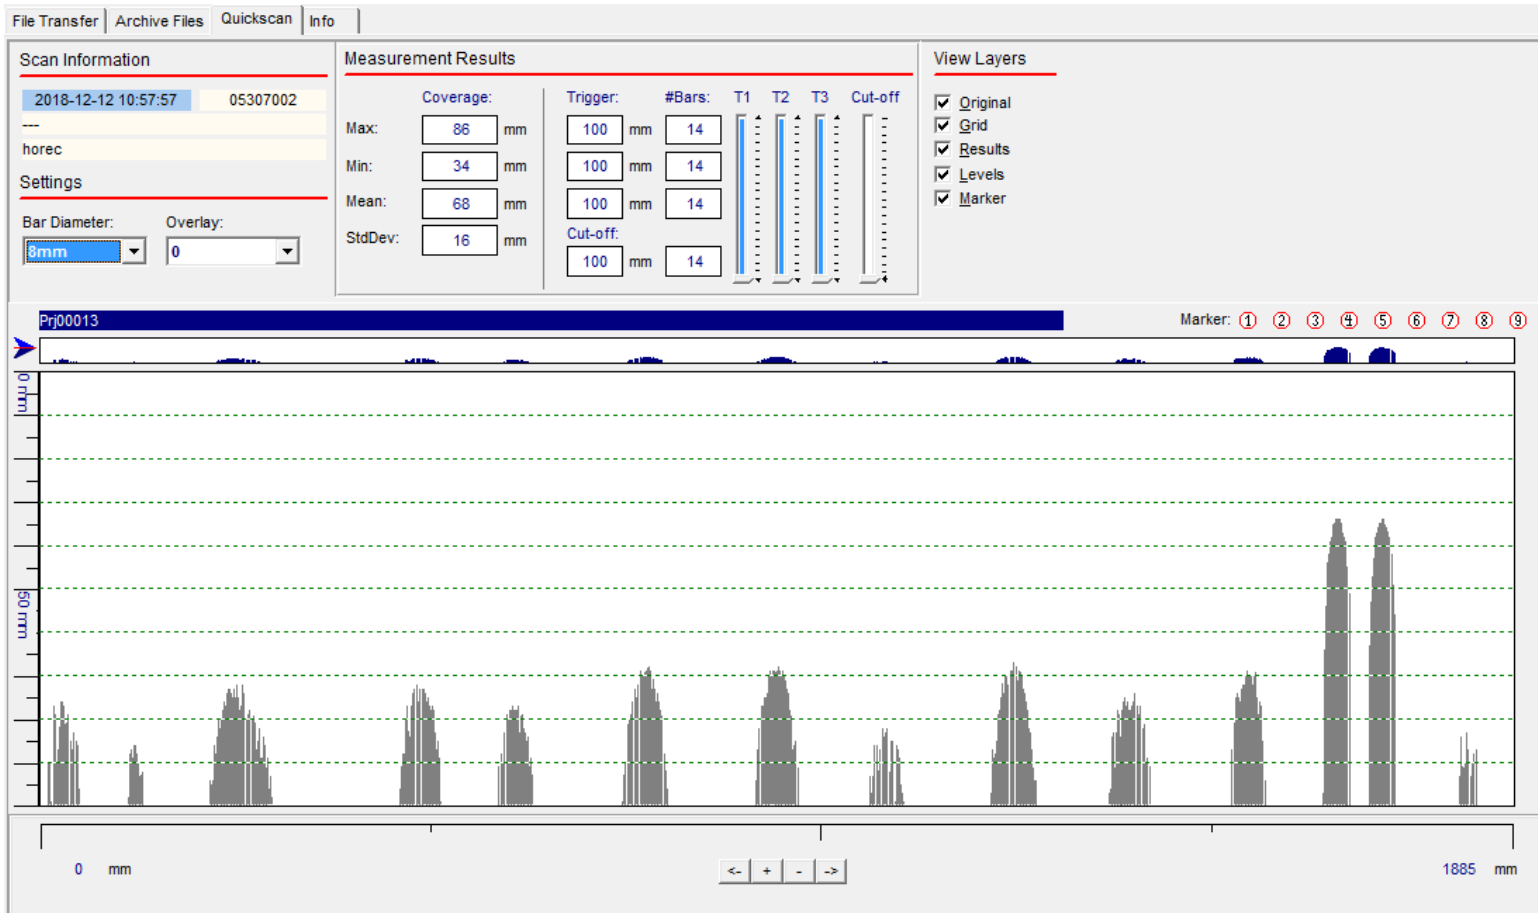 File Transfer Archive Files Quickscan Info
Scan Information Measurement Results View Layers
2018-12-12 10:57:57 05307002
---
horec
Settings
Bar Diameter: Overlay:
8mm 0
Coverage: Trigger: #Bars: T1 T2 T3 Cut-off
Max: 86 mm 100 mm 14
Min: 34 mm 100 mm 14
Mean: 68 mm 100 mm 14
StdDev: 16 mm
Cut-off:
100 mm 14
Original
Grid
Results
Levels
Marker
Prj00013 Marker: 1 2 3 4 5 6 7 8 9
0 mm
50 mm
0 mm <- + - -> 1885 mm